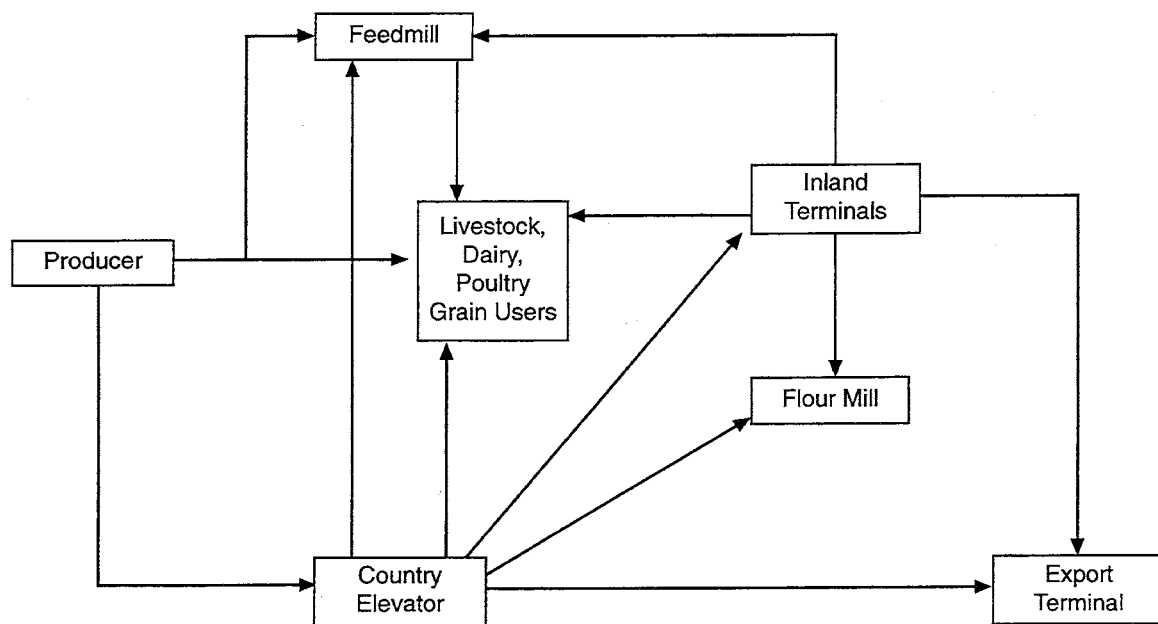 Feedmill
Inland
Terminals
Livestock,
Dairy,
Poultry
Grain Users
Producer
Flour Mill
Country
Elevator
Export
Terminal